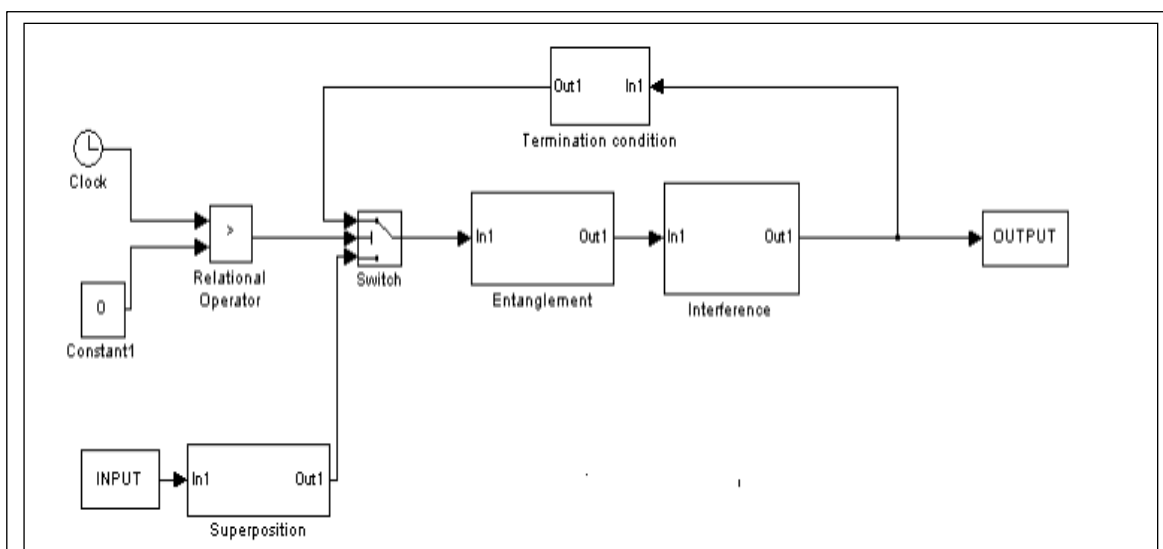 Out1 In1
Termination condition
Clock
>
Relational
Operator
Switch
In1 Out1
Entanglement
In1 Out1
Interference
OUTPUT
0
Constant1
INPUT
In1 Out1
Superposition